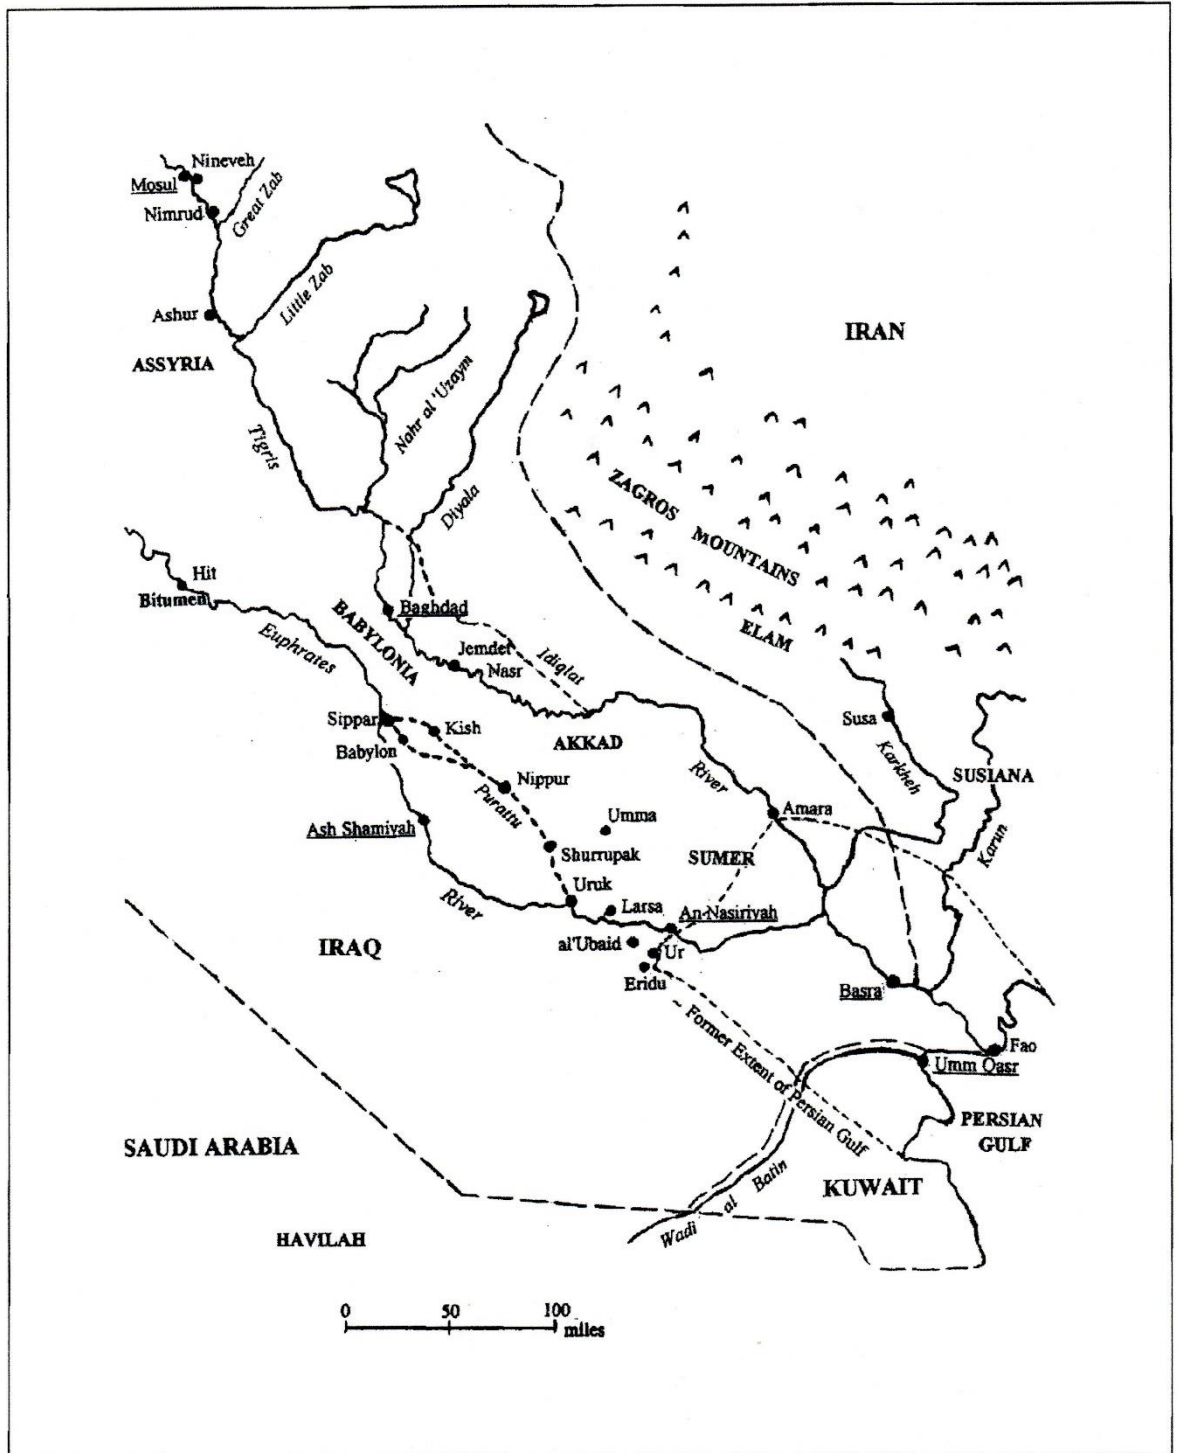 Nineveh
Mosul
Great Zab
Nimrud
Little Zab
Ashur
IRAN
ASSYRIA
Nahr al 'Uzaym
Tigris
Diyala
ZAGROS
MOUNTAINS
Hit
Bitumen
Baghdad
ELAM
BABYLONIA
Euphrates
Jemdet
Nasr
Idiqlat
Sippar
Kish
Susa
Karkheh
AKKAD
Babylon
River
SUSIANA
Nippur
Purattu
Amara
Umma
Ash Shamiyah
Karun
Shurrupak
SUMER
Uruk
River
Larsa
An-Nasiriyah
IRAQ
al'Ubaid
Ur
Eridu
Basra
Former Extent of Persian Gulf
Fao
Umm Qasr
PERSIAN
GULF
SAUDI ARABIA
Wadi al Batin
KUWAIT
HAVILAH
0 50 100
miles